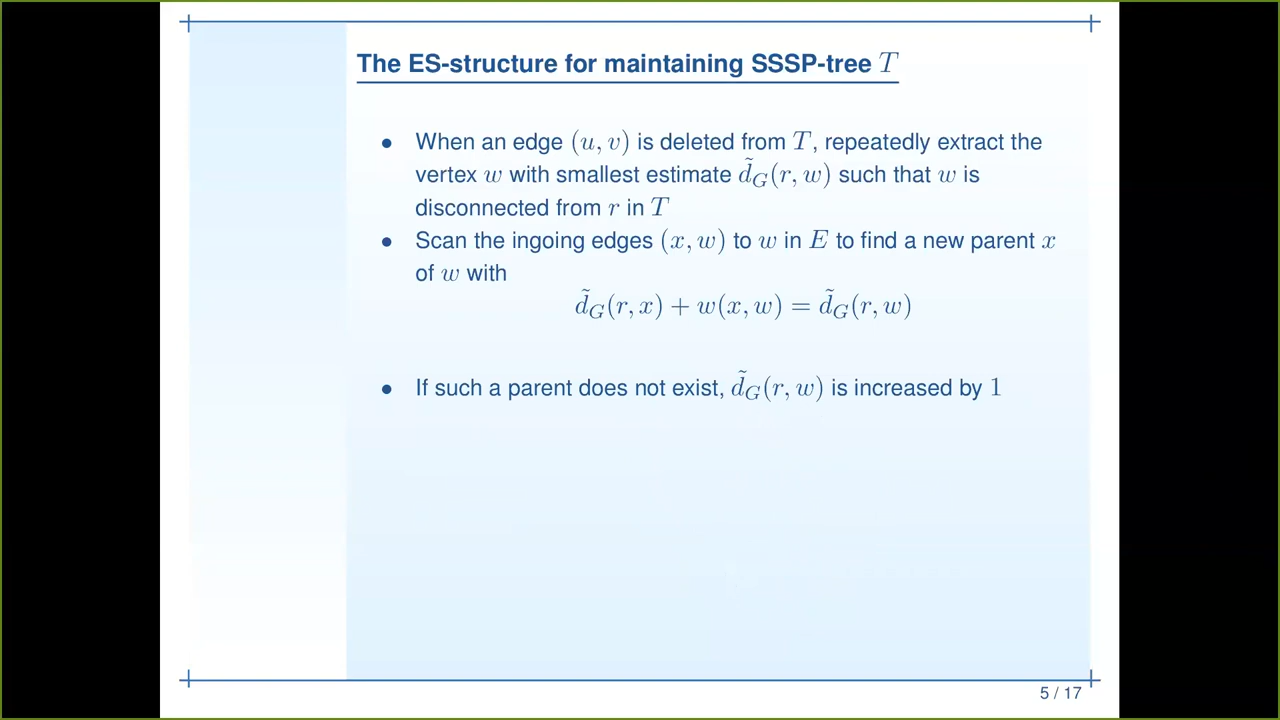 The ES-structure for maintaining SSSP-tree T
• When an edge (u, v) is deleted from T, repeatedly extract the
vertex w with smallest estimate d̃_G(r, w) such that w is
disconnected from r in T
• Scan the ingoing edges (x, w) to w in E to find a new parent x
of w with
d̃_G(r, x) + w(x, w) = d̃_G(r, w)
• If such a parent does not exist, d̃_G(r, w) is increased by 1
5 / 17